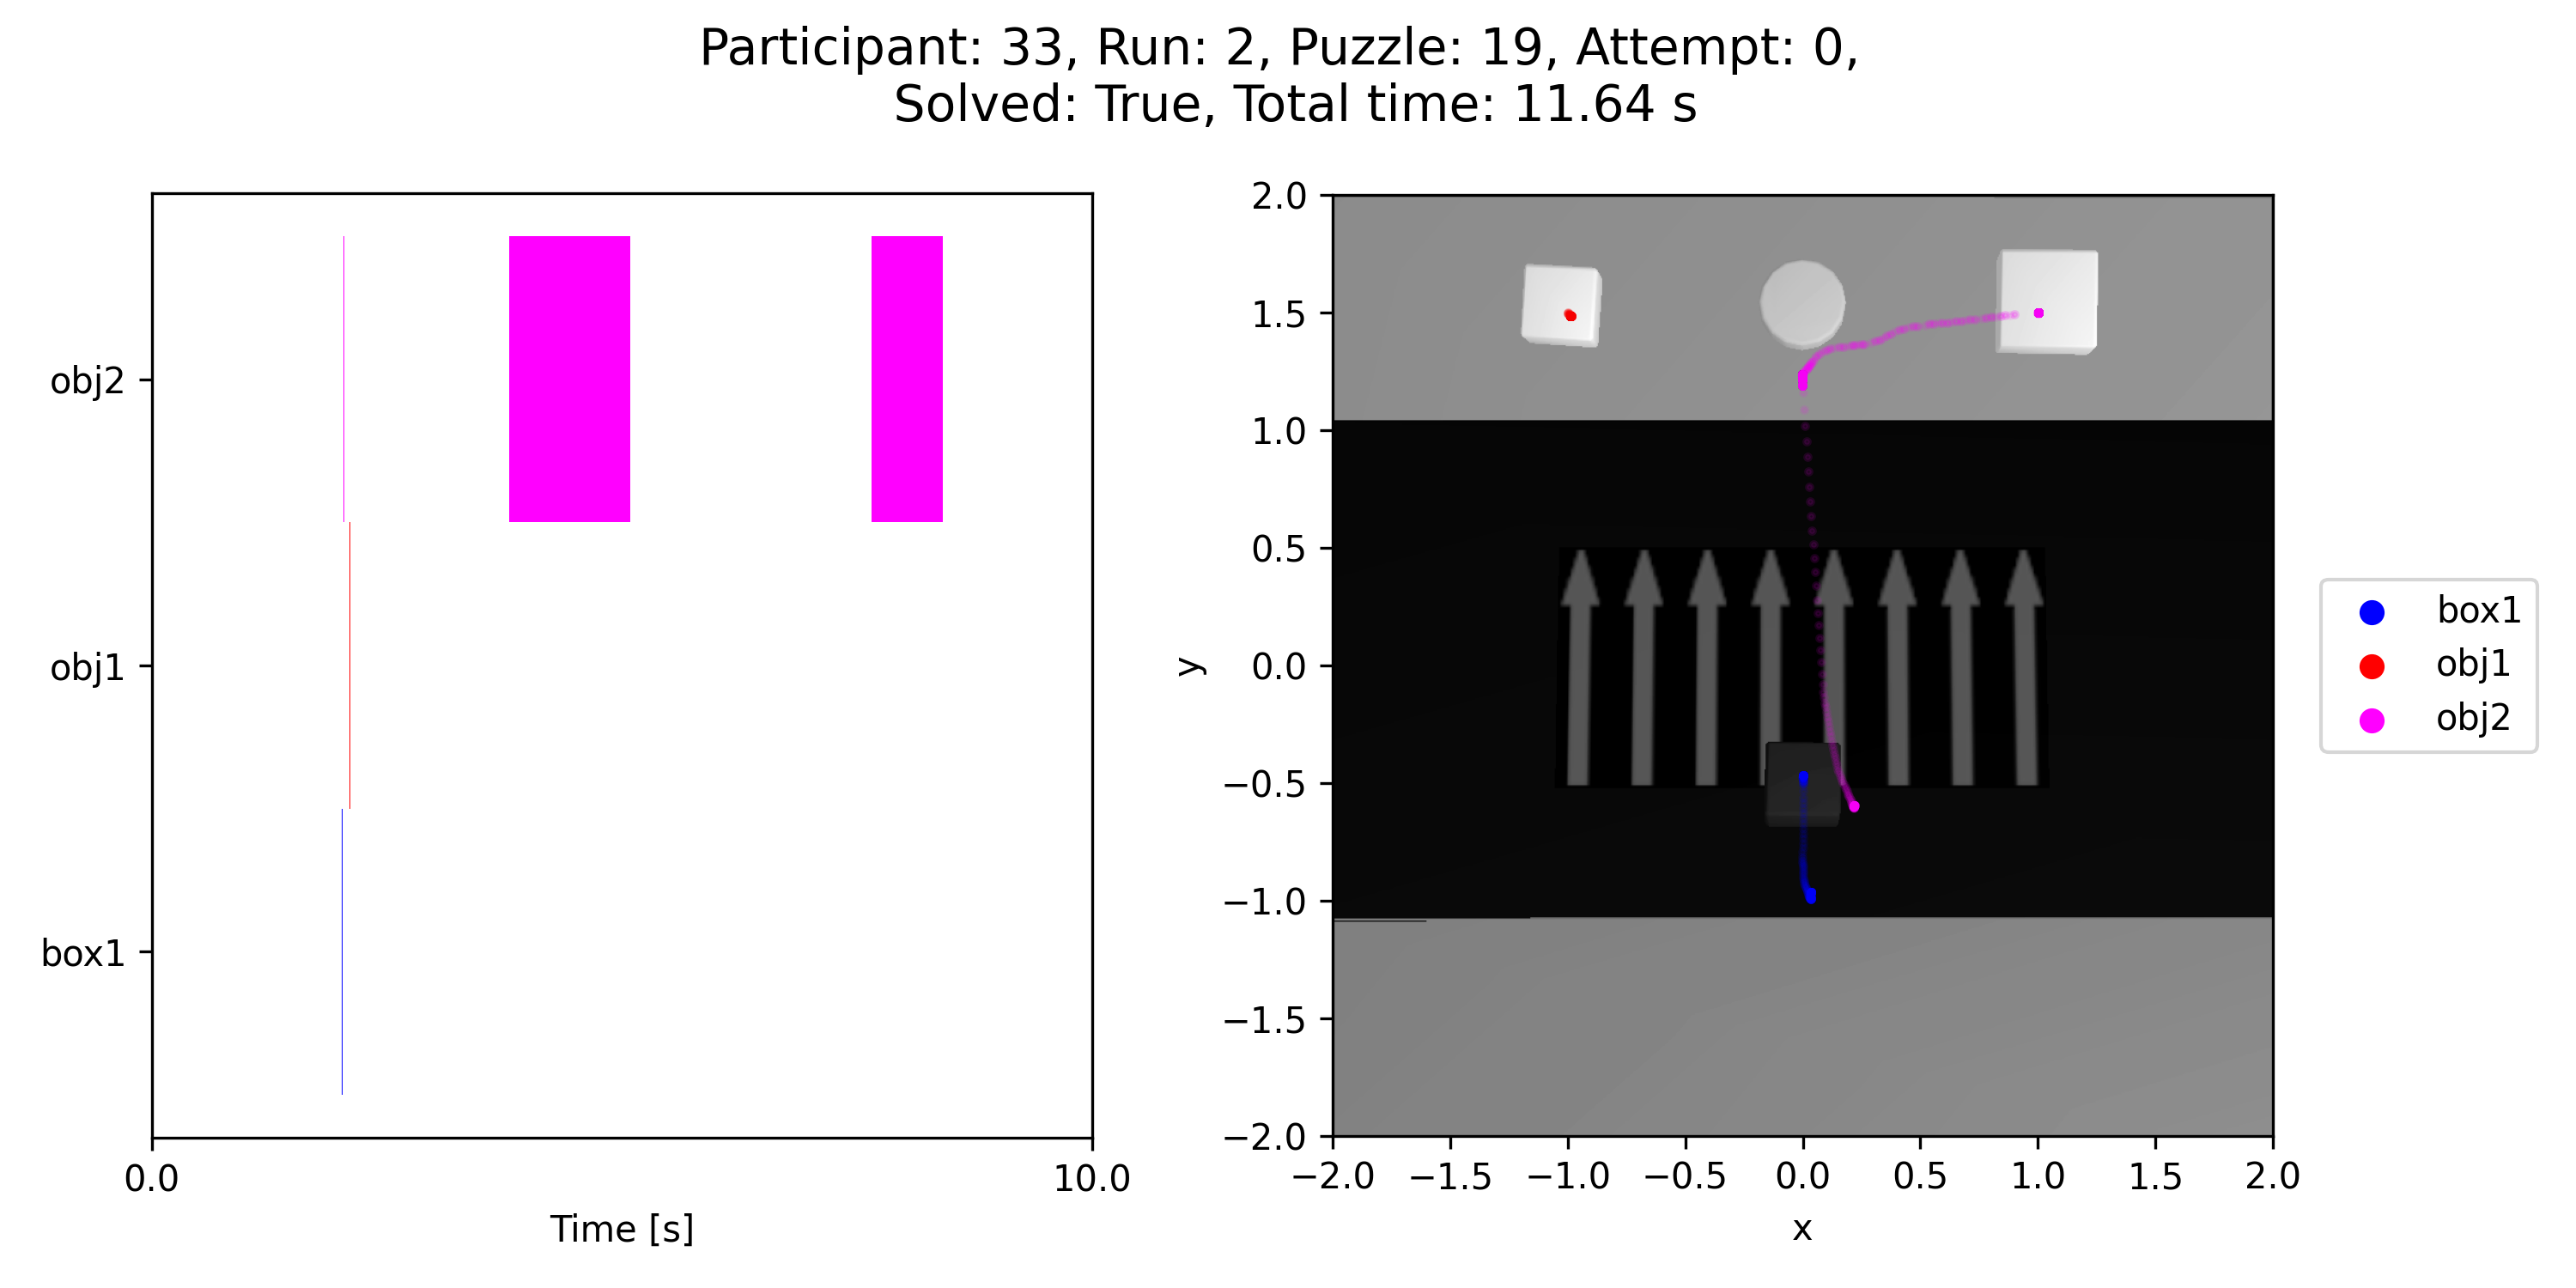 Participant: 33, Run: 2, Puzzle: 19, Attempt: 0,
Solved: True, Total time: 11.64 s
obj2
obj1
box1
0.0
10.0
Time [s]
2.0
1.5
1.0
0.5
0.0
−0.5
−1.0
−1.5
−2.0
y
−2.0
−1.5
−1.0
−0.5
0.0
0.5
1.0
1.5
2.0
x
box1
obj1
obj2